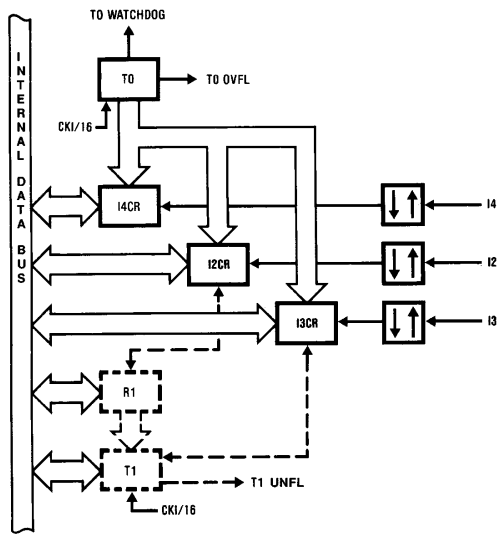 TO WATCHDOG
T0
T0 OVFL
CKI/16
INTERNAL DATA BUS
I4CR
I4
I2CR
I2
I3CR
I3
R1
T1
T1 UNFL
CKI/16